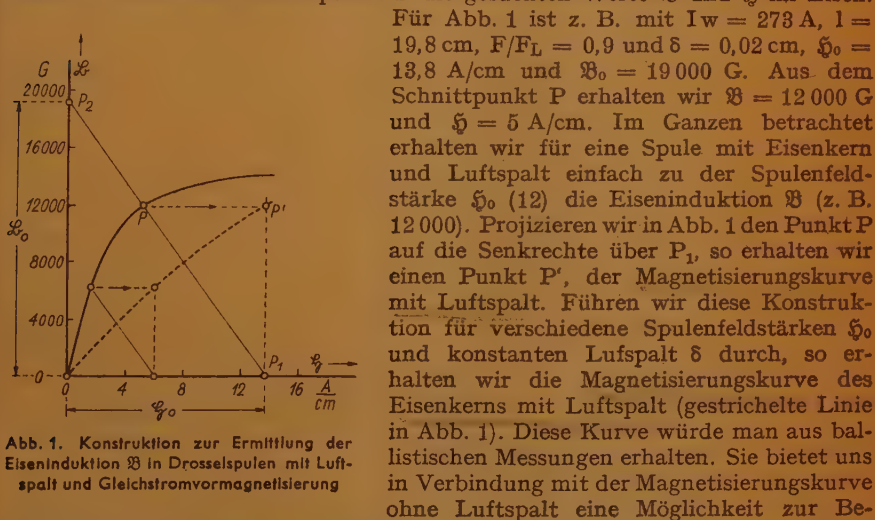 Für Abb. 1 ist z. B. mit Iw = 273 A, l =
19,8 cm, F/F_L = 0,9 und δ = 0,02 cm, ℌ₀ =
13,8 A/cm und 𝔅₀ = 19 000 G. Aus dem
Schnittpunkt P erhalten wir 𝔅 = 12 000 G
und ℌ = 5 A/cm. Im Ganzen betrachtet
erhalten wir für eine Spule mit Eisenkern
und Luftspalt einfach zu der Spulenfeld-
stärke ℌ₀ (12) die Eiseninduktion 𝔅 (z. B.
12 000). Projizieren wir in Abb. 1 den Punkt P
auf die Senkrechte über P₁, so erhalten wir
einen Punkt P', der Magnetisierungskurve
mit Luftspalt. Führen wir diese Konstruk-
tion für verschiedene Spulenfeldstärken ℌ₀
und konstanten Lufspalt δ durch, so er-
halten wir die Magnetisierungskurve des
Eisenkerns mit Luftspalt (gestrichelte Linie
in Abb. 1). Diese Kurve würde man aus bal-
listischen Messungen erhalten. Sie bietet uns
in Verbindung mit der Magnetisierungskurve
ohne Luftspalt eine Möglichkeit zur Be-
G 𝔅
20000 P₂
16000
12000 P P'
𝔅₀
8000
4000
P₁ ℌ
0 0 4 8 12 16 A/cm
ℌ₀
Abb. 1. Konstruktion zur Ermittlung der
Eiseninduktion 𝔅 in Drosselspulen mit Luft-
spalt und Gleichstromvormagnetisierung